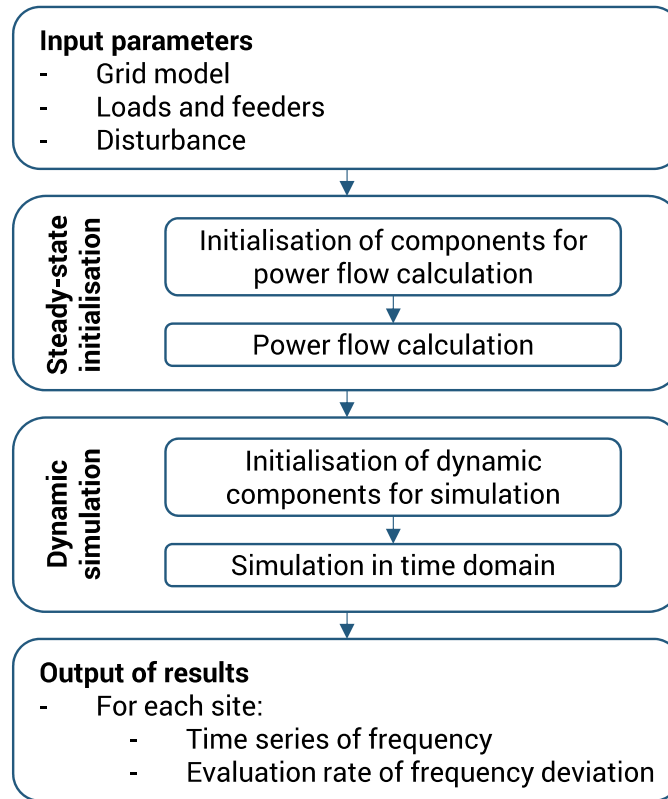 Input parameters
- Grid model
- Loads and feeders
- Disturbance
Steady-state
initialisation
Initialisation of components for
power flow calculation
Power flow calculation
Dynamic
simulation
Initialisation of dynamic
components for simulation
Simulation in time domain
Output of results
- For each site:
- Time series of frequency
- Evaluation rate of frequency deviation